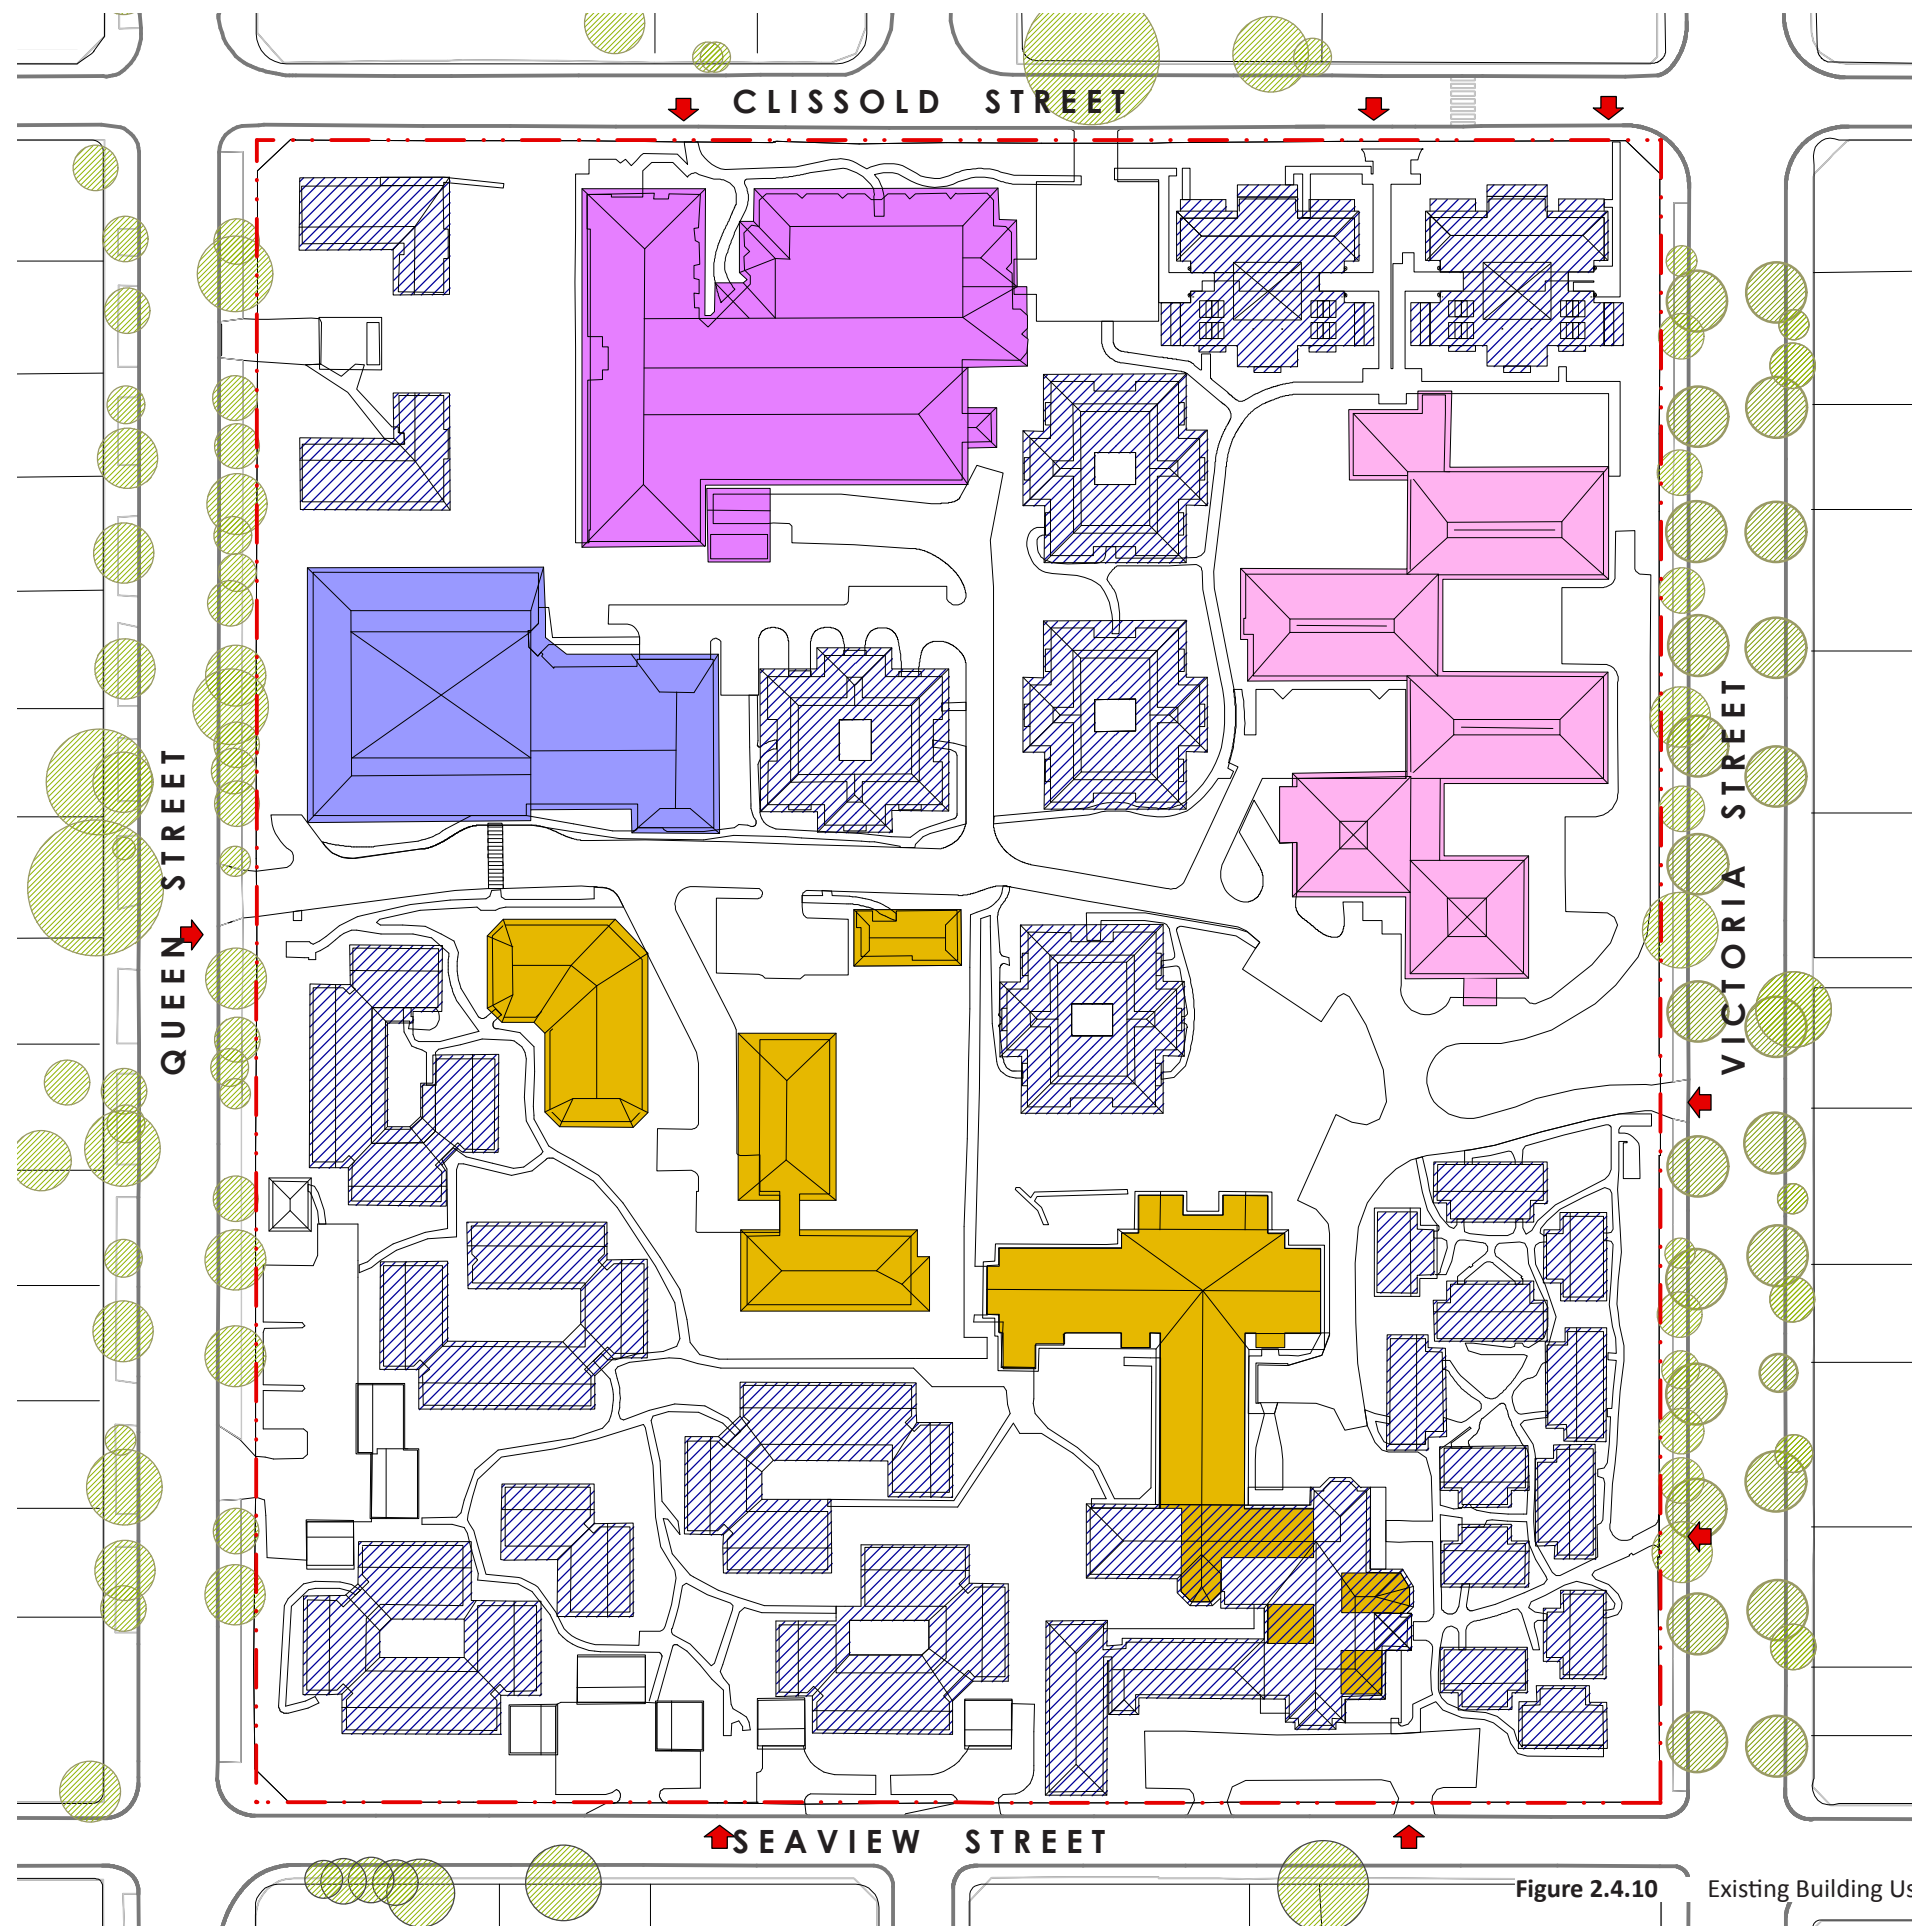 CLISSOLD STREET
QUEEN STREET
VICTORIA STREET
SEAVIEW STREET
Figure 2.4.10 Existing Building Us